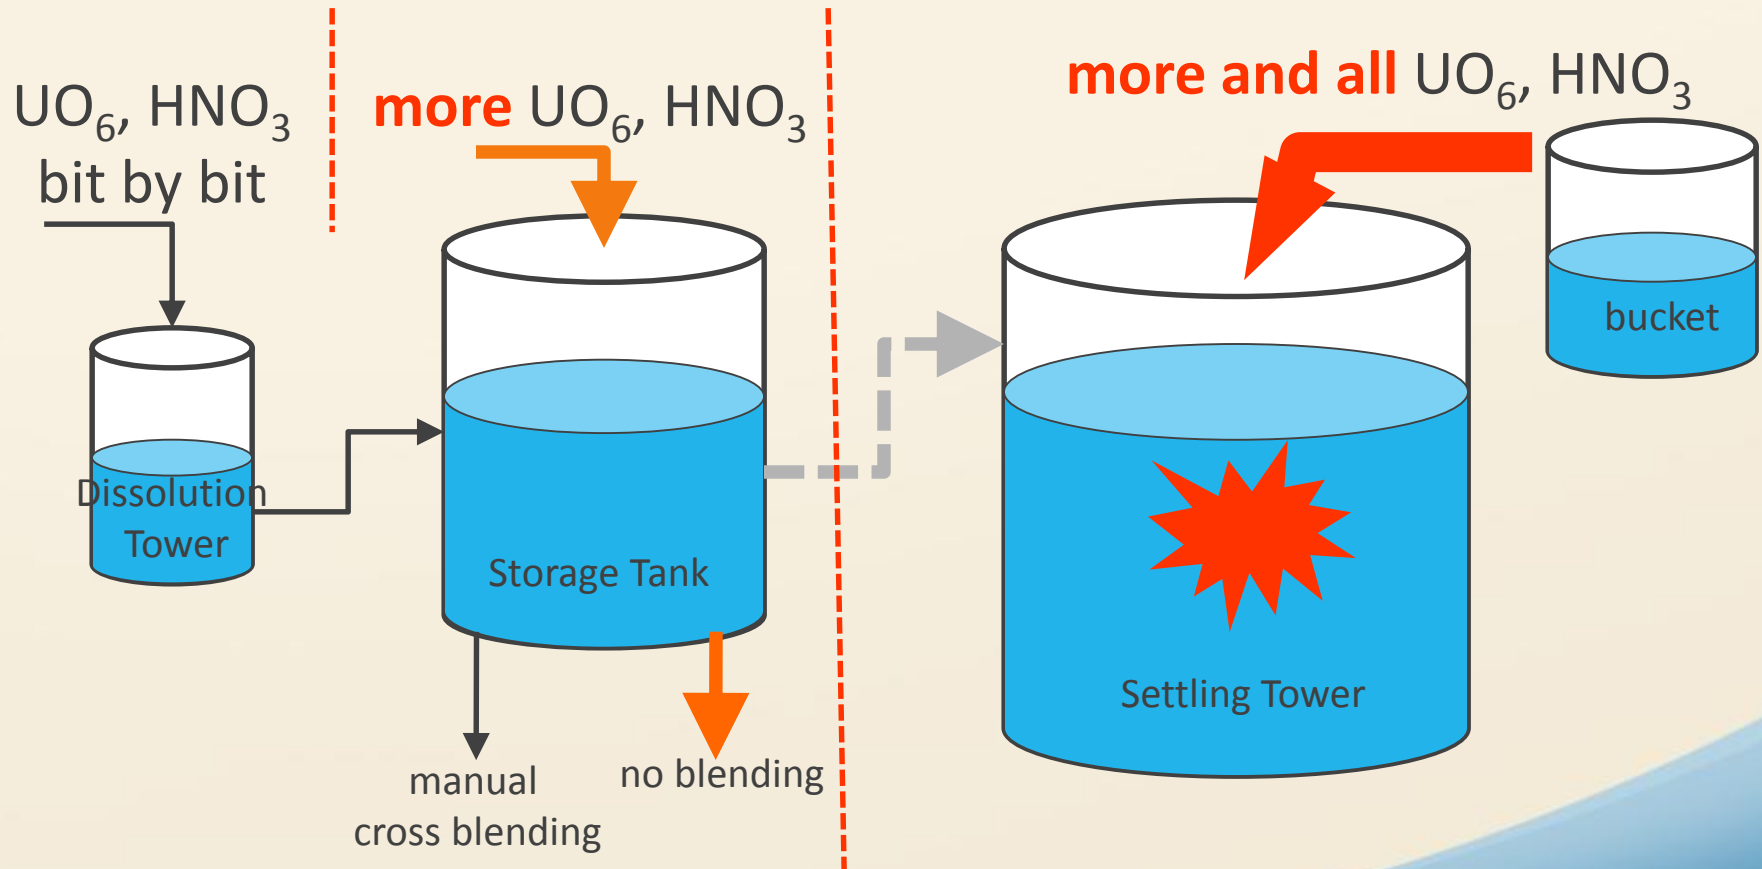 UO₆, HNO₃
bit by bit
more UO₆, HNO₃
more and all UO₆, HNO₃
bucket
Dissolution
Tower
Storage Tank
Settling Tower
manual
cross blending
no blending